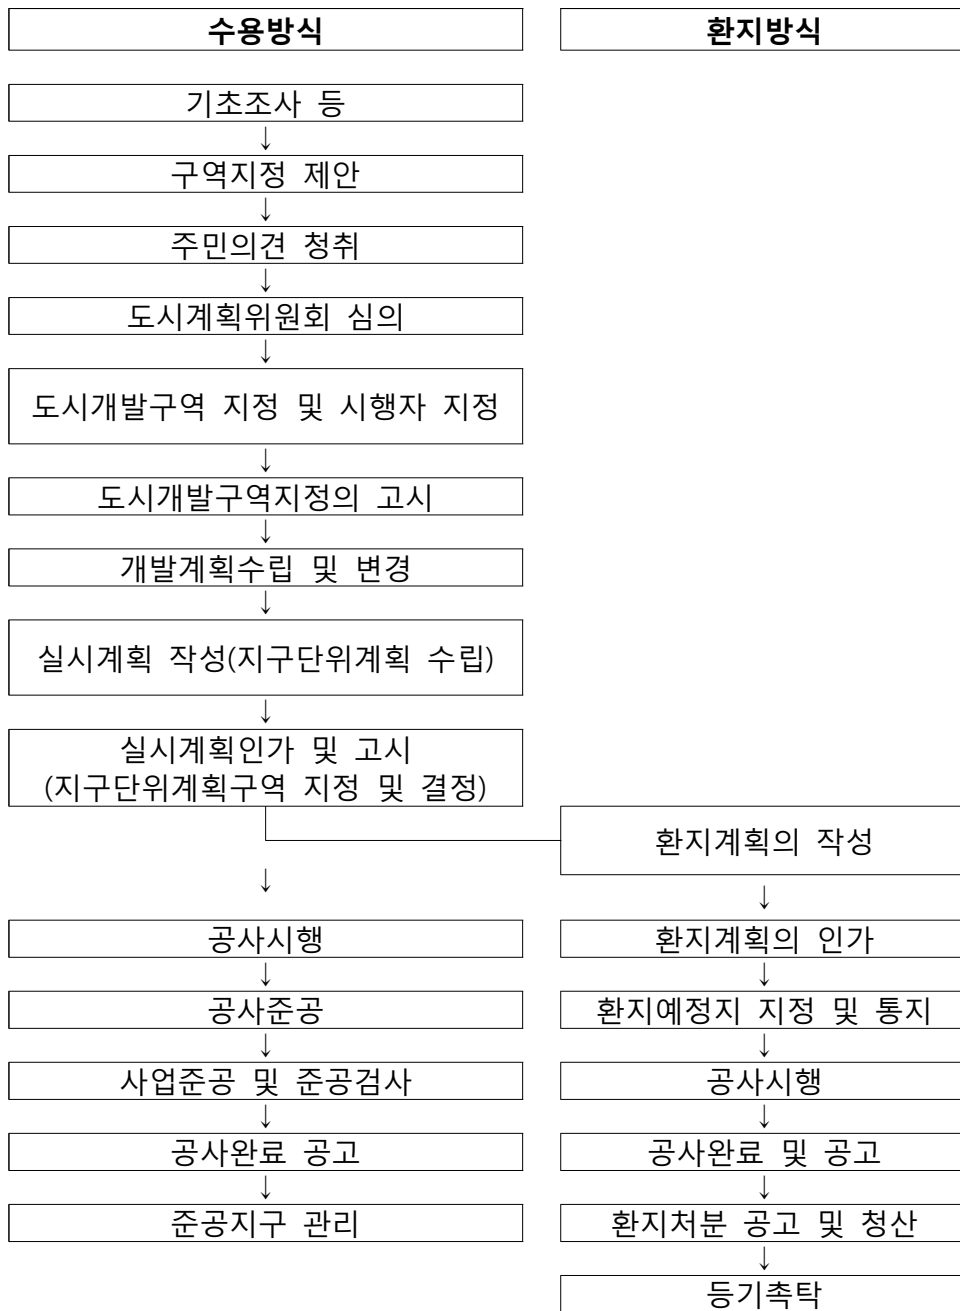 수용방식
환지방식
기초조사 등
↓
구역지정 제안
↓
주민의견 청취
↓
도시계획위원회 심의
↓
도시개발구역 지정 및 시행자 지정
↓
도시개발구역지정의 고시
↓
개발계획수립 및 변경
↓
실시계획 작성(지구단위계획 수립)
↓
실시계획인가 및 고시
(지구단위계획구역 지정 및 결정)
↓
공사시행
↓
공사준공
↓
사업준공 및 준공검사
↓
공사완료 공고
↓
준공지구 관리
환지계획의 작성
↓
환지계획의 인가
↓
환지예정지 지정 및 통지
↓
공사시행
↓
공사완료 및 공고
↓
환지처분 공고 및 청산
↓
등기촉탁